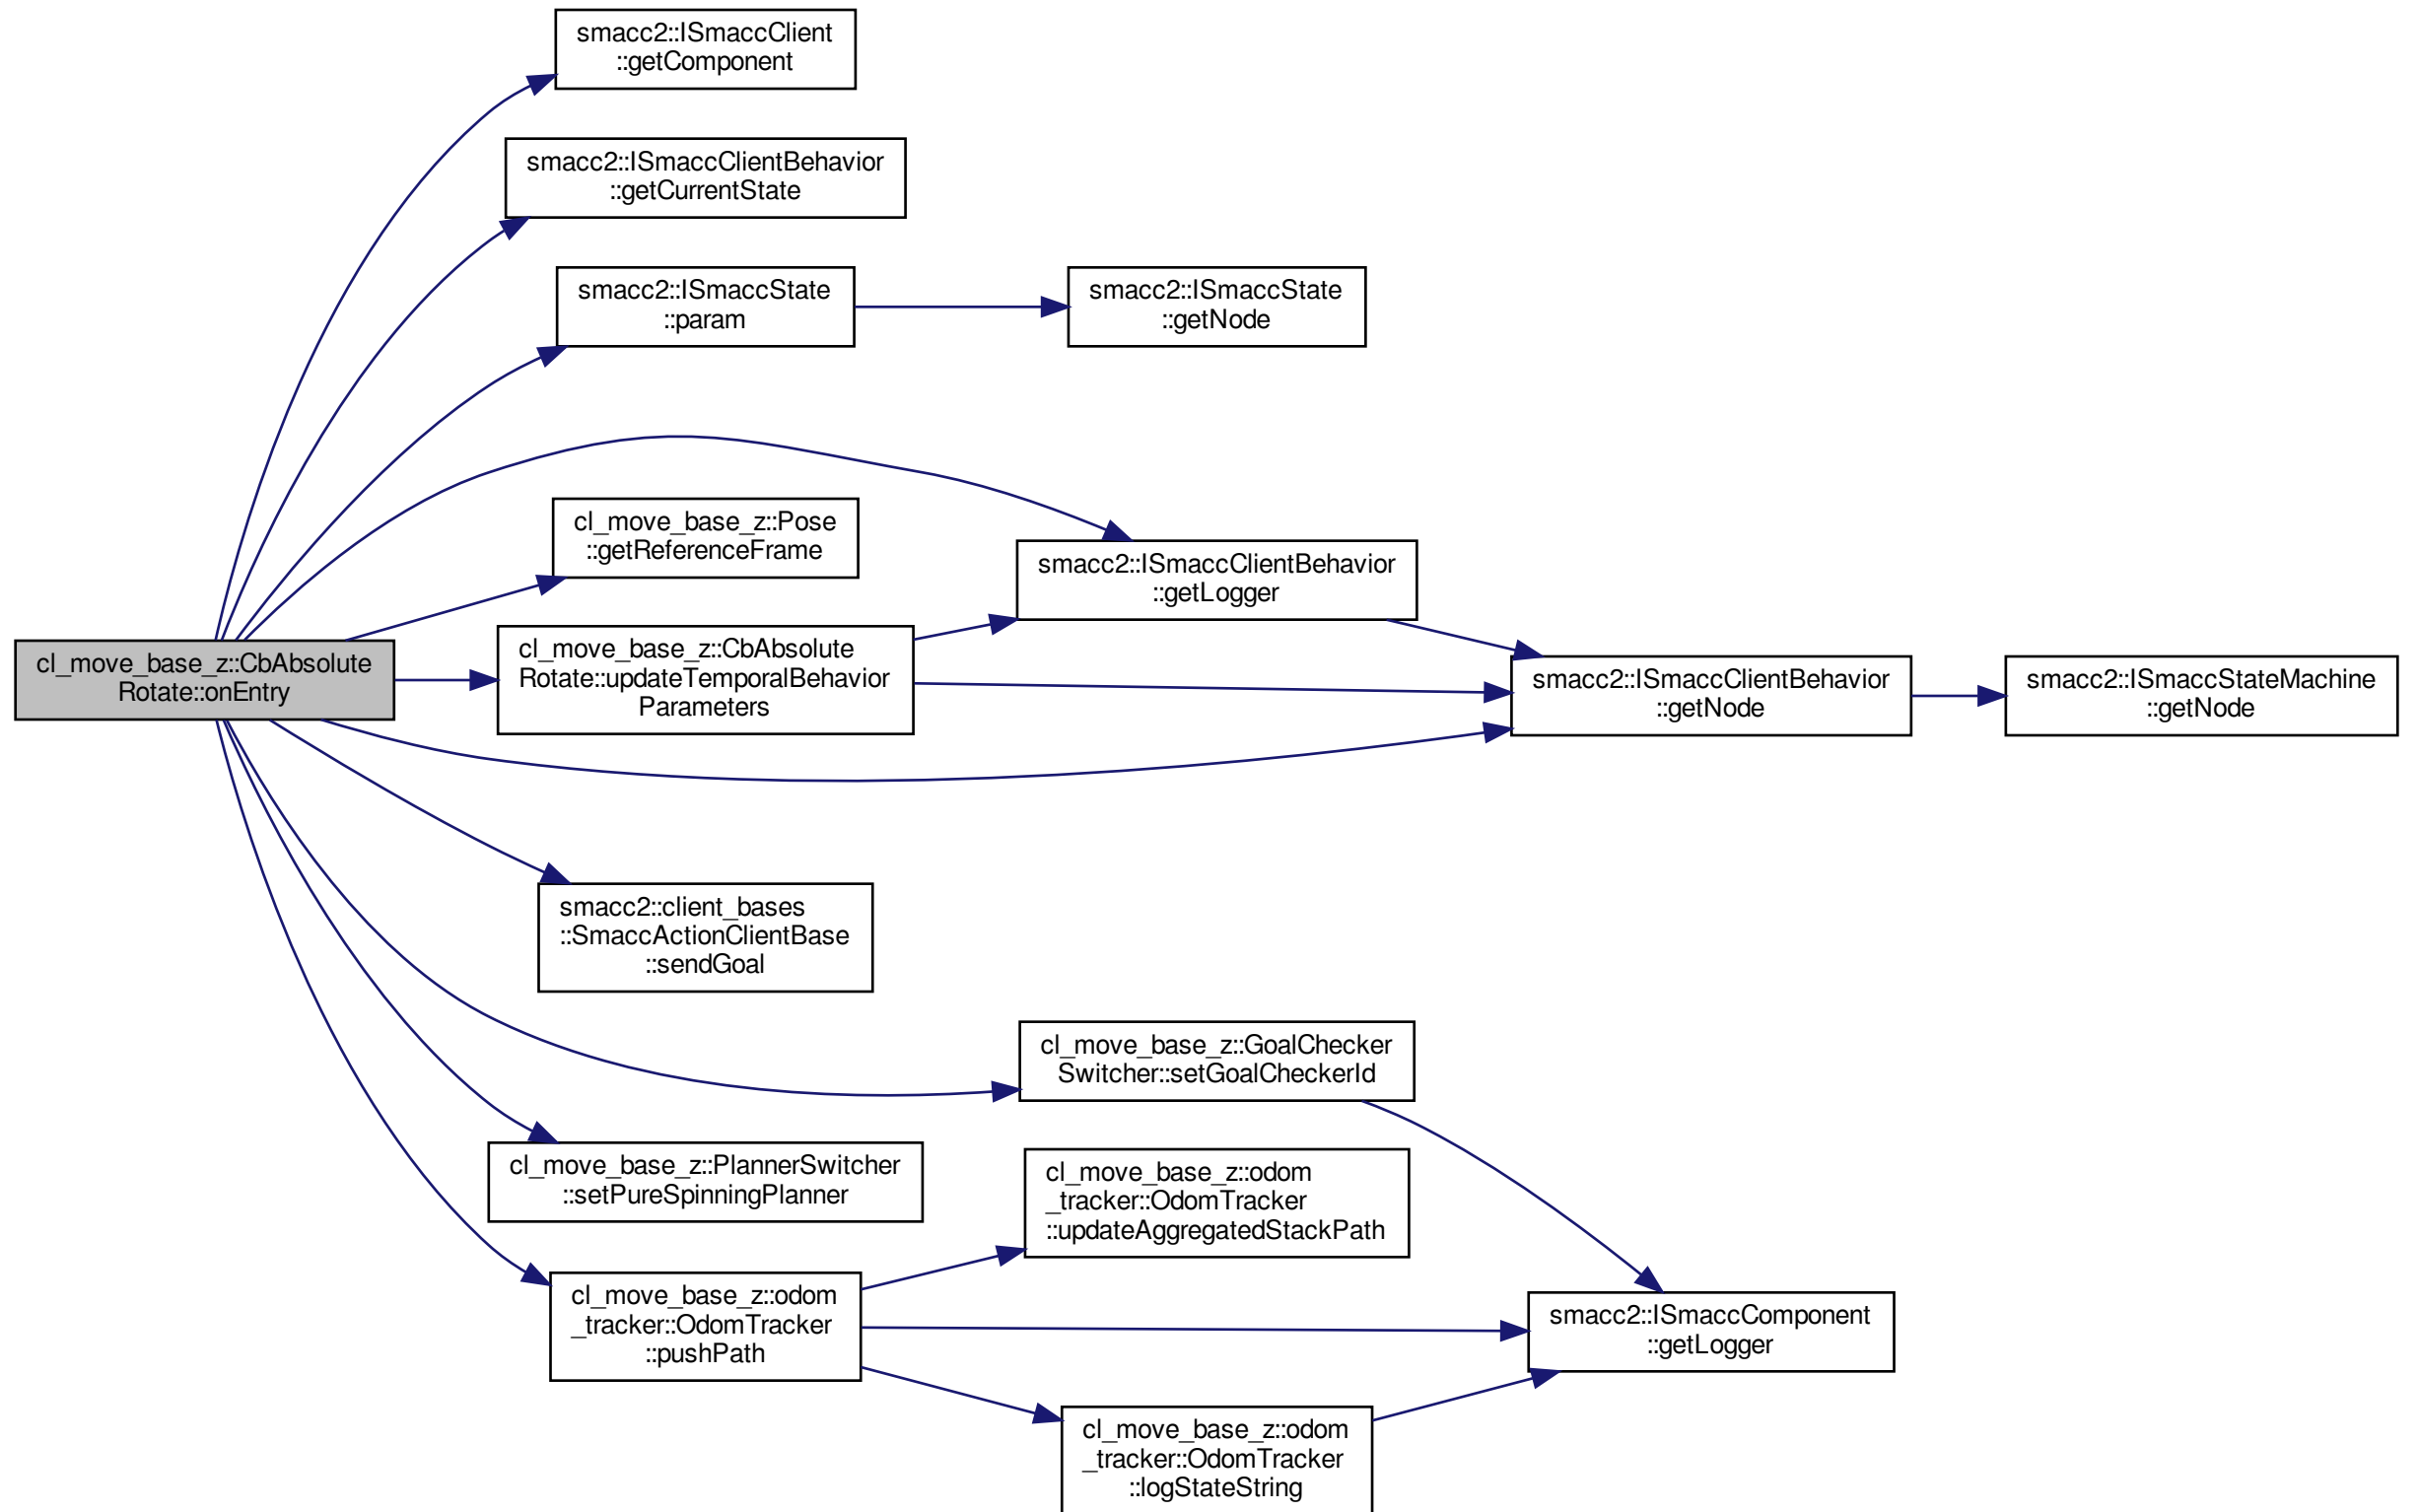 smacc2::ISmaccClient
::getComponent
smacc2::ISmaccClientBehavior
::getCurrentState
smacc2::ISmaccState
::param
smacc2::ISmaccState
::getNode
cl_move_base_z::Pose
::getReferenceFrame
smacc2::ISmaccClientBehavior
::getLogger
cl_move_base_z::CbAbsolute
Rotate::onEntry
cl_move_base_z::CbAbsolute
Rotate::updateTemporalBehavior
Parameters
smacc2::ISmaccClientBehavior
::getNode
smacc2::ISmaccStateMachine
::getNode
smacc2::client_bases
::SmaccActionClientBase
::sendGoal
cl_move_base_z::GoalChecker
Switcher::setGoalCheckerId
cl_move_base_z::PlannerSwitcher
::setPureSpinningPlanner
cl_move_base_z::odom
_tracker::OdomTracker
::updateAggregatedStackPath
cl_move_base_z::odom
_tracker::OdomTracker
::pushPath
smacc2::ISmaccComponent
::getLogger
cl_move_base_z::odom
_tracker::OdomTracker
::logStateString